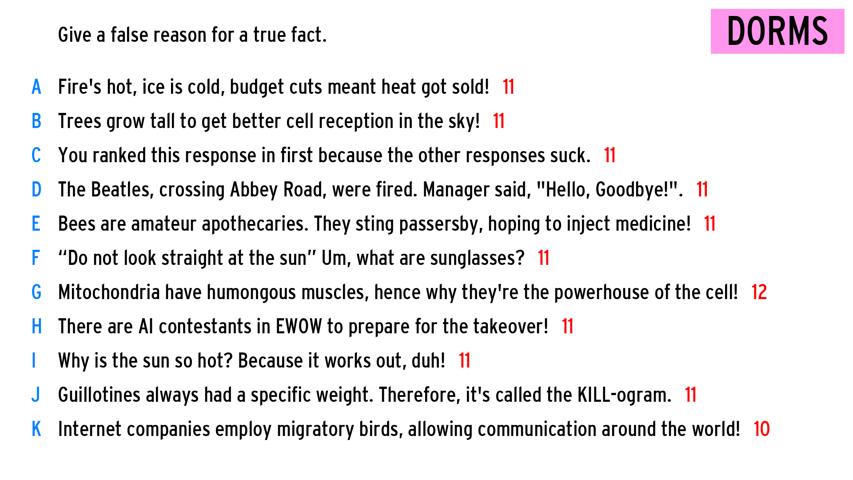 Give a false reason for a true fact.
DORMS
A Fire's hot, ice is cold, budget cuts meant heat got sold! 11
B Trees grow tall to get better cell reception in the sky! 11
C You ranked this response in first because the other responses suck. 11
D The Beatles, crossing Abbey Road, were fired. Manager said, "Hello, Goodbye!". 11
E Bees are amateur apothecaries. They sting passersby, hoping to inject medicine! 11
F “Do not look straight at the sun” Um, what are sunglasses? 11
G Mitochondria have humongous muscles, hence why they're the powerhouse of the cell! 12
H There are AI contestants in EWOW to prepare for the takeover! 11
I Why is the sun so hot? Because it works out, duh! 11
J Guillotines always had a specific weight. Therefore, it's called the KILL-ogram. 11
K Internet companies employ migratory birds, allowing communication around the world! 10